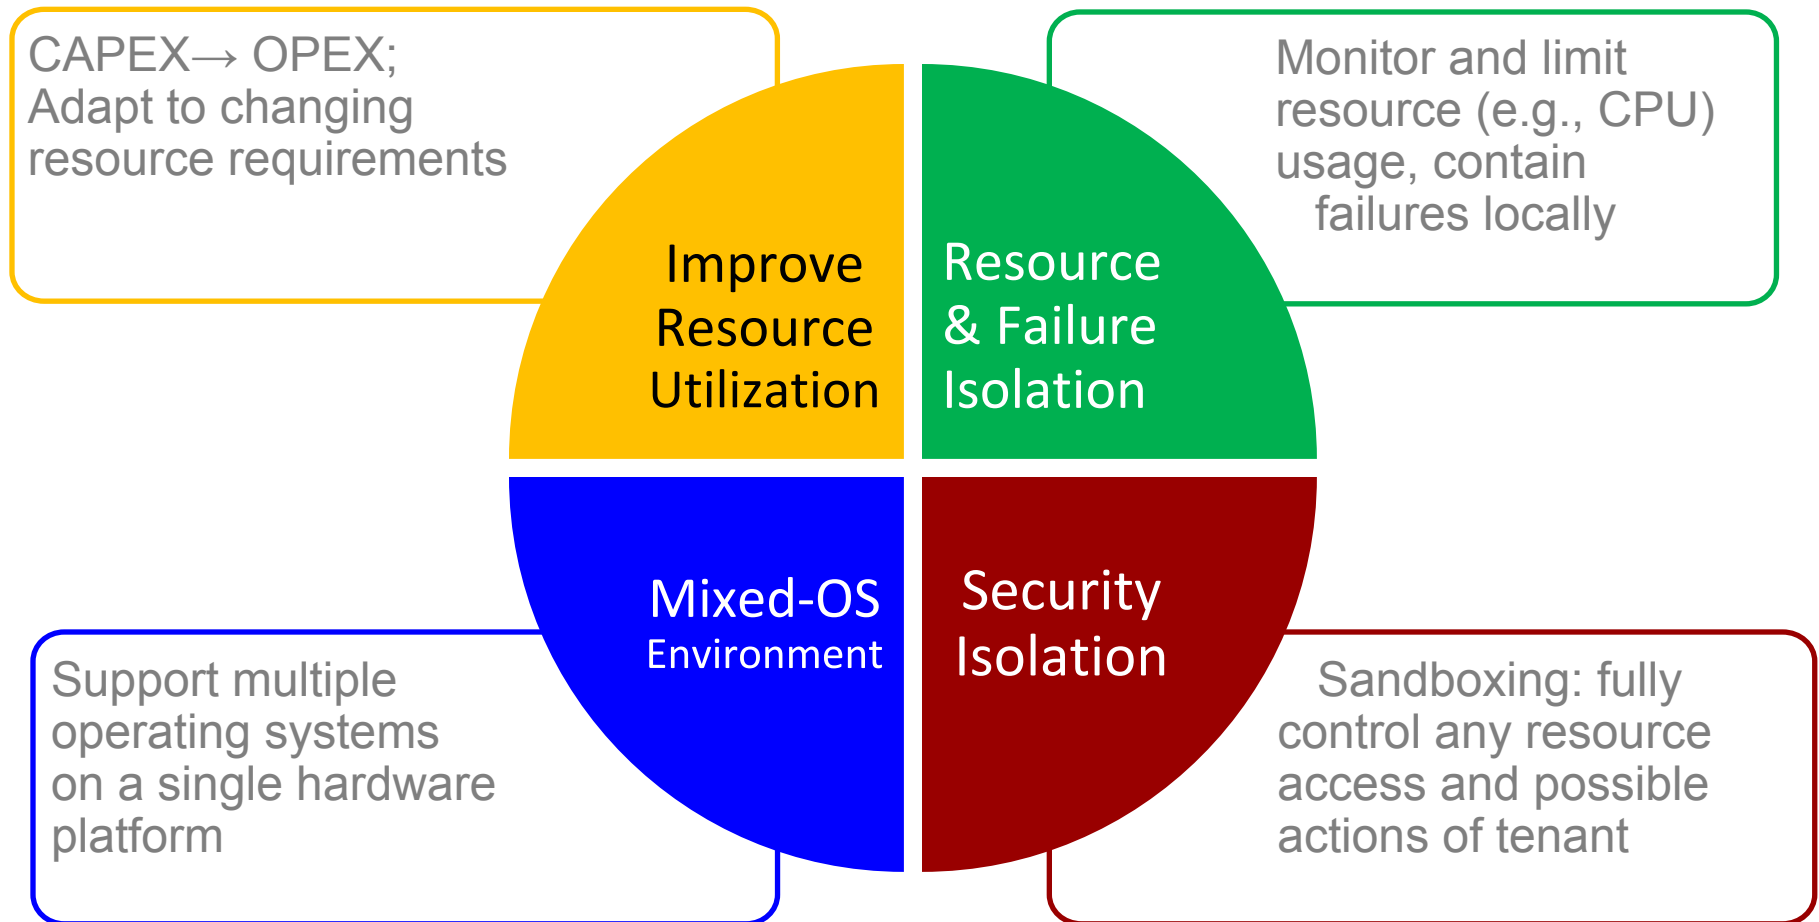 CAPEX→ OPEX;
Adapt to changing
resource requirements
Monitor and limit
resource (e.g., CPU)
usage, contain
failures locally
Improve
Resource
Utilization
Resource
& Failure
Isolation
Mixed-OS
Environment
Security
Isolation
Support multiple
operating systems
on a single hardware
platform
Sandboxing: fully
control any resource
access and possible
actions of tenant